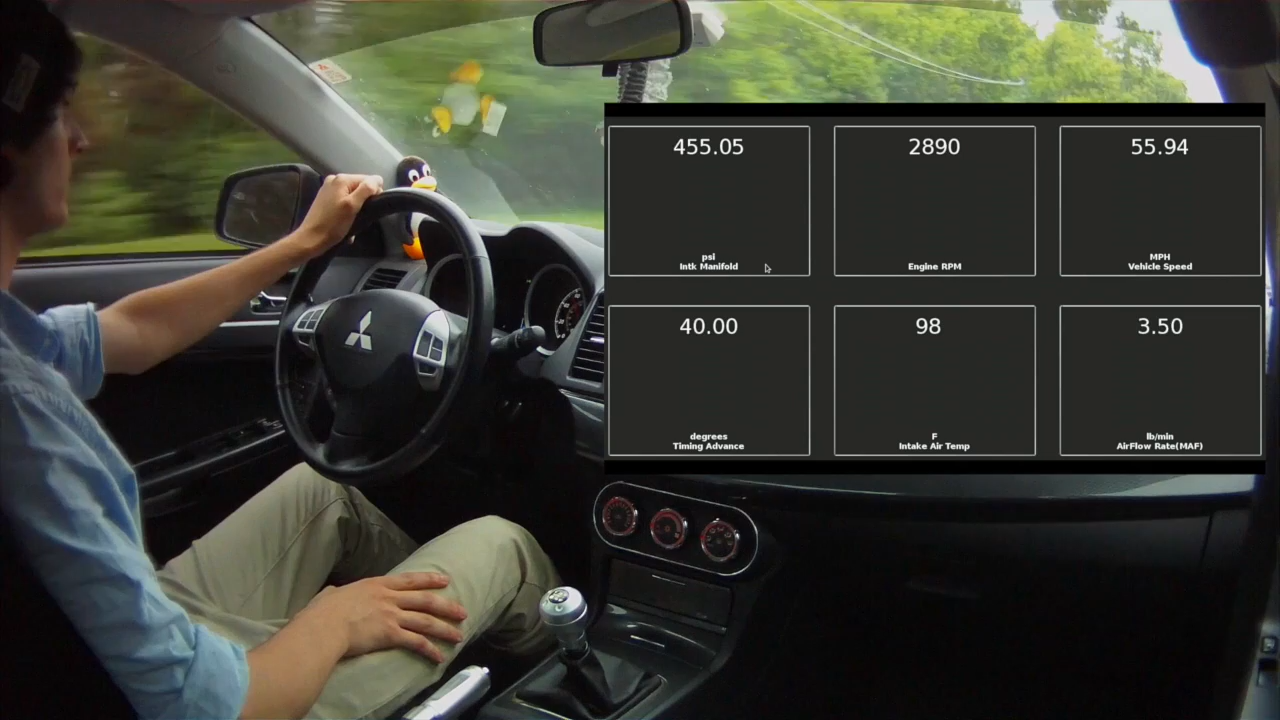 455.05
psi
Intk Manifold
2890
Engine RPM
55.94
MPH
Vehicle Speed
40.00
degrees
Timing Advance
98
F
Intake Air Temp
3.50
lb/min
AirFlow Rate(MAF)